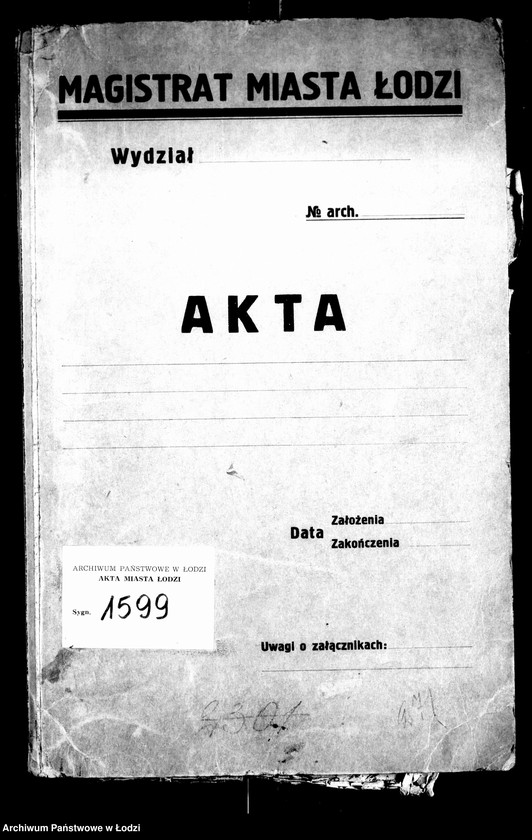 MAGISTRAT MIASTA ŁODZI
Wydział
№ arch.
AKTA
Data Założenia
Zakończenia
ARCHIWUM PAŃSTWOWE W ŁODZI
AKTA MIASTA ŁODZI
Sygn. 1599
Uwagi o załącznikach:
2301
Archiwum Państwowe w Łodzi